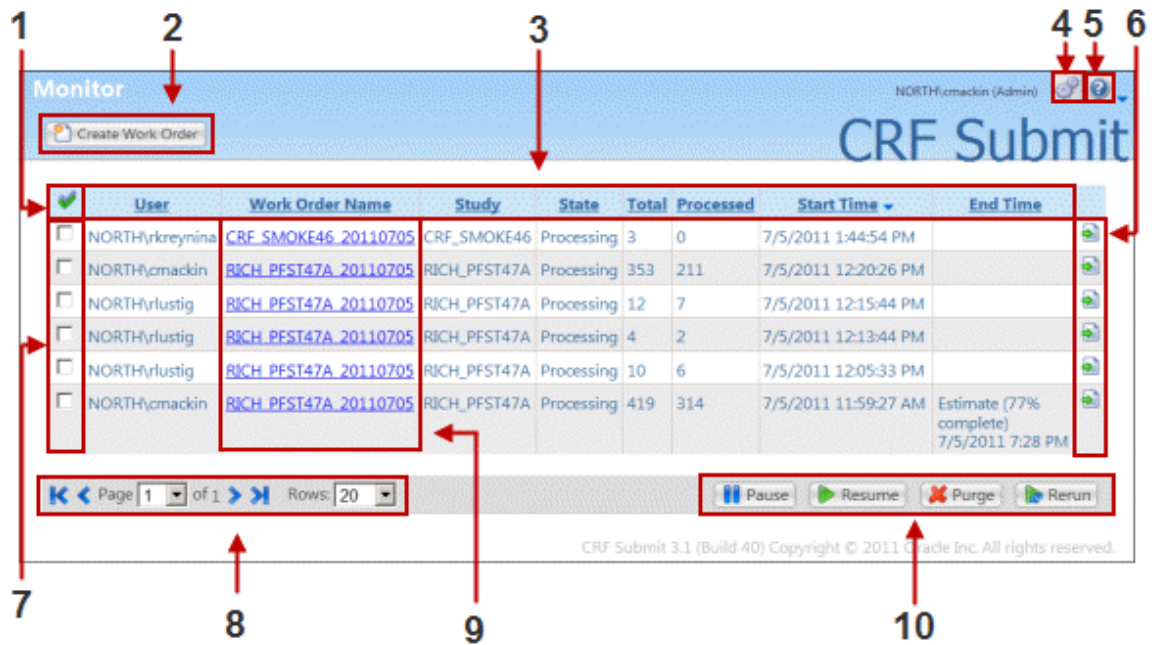 1 2 3 4 5 6
Monitor
NORTH\cmackin (Admin)
Create Work Order
CRF Submit
User Work Order Name Study State Total Processed Start Time End Time
NORTH\rkreynina CRF_SMOKE46_20110705 CRF_SMOKE46 Processing 3 0 7/5/2011 1:44:54 PM
NORTH\cmackin RICH_PFST47A_20110705 RICH_PFST47A Processing 353 211 7/5/2011 12:20:26 PM
NORTH\rlustig RICH_PFST47A_20110705 RICH_PFST47A Processing 12 7 7/5/2011 12:15:44 PM
NORTH\rlustig RICH_PFST47A_20110705 RICH_PFST47A Processing 4 2 7/5/2011 12:13:44 PM
NORTH\rlustig RICH_PFST47A_20110705 RICH_PFST47A Processing 10 6 7/5/2011 12:05:33 PM
NORTH\cmackin RICH_PFST47A_20110705 RICH_PFST47A Processing 419 314 7/5/2011 11:59:27 AM Estimate (77%
complete)
7/5/2011 7:28 PM
Page 1 of 1 Rows: 20 Pause Resume Purge Rerun
CRF Submit 3.1 (Build 40) Copyright © 2011 Oracle Inc. All rights reserved.
7 8 9 10